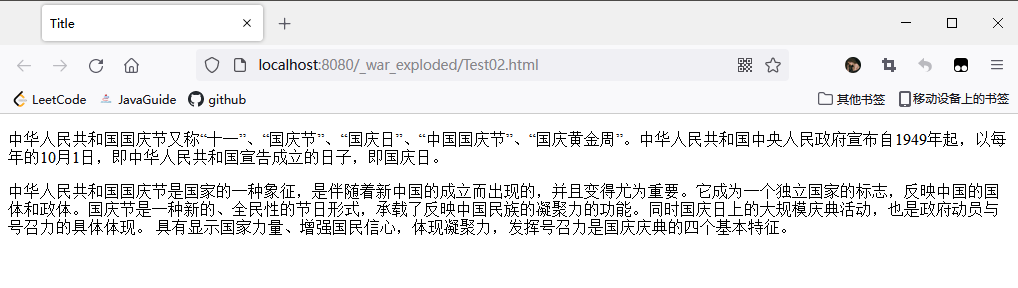 Title
localhost:8080/_war_exploded/Test02.html
LeetCode
JavaGuide
github
其他书签
移动设备上的书签
中华人民共和国国庆节又称“十一”、“国庆节”、“国庆日”、“中国国庆节”、“国庆黄金周”。中华人民共和国中央人民政府宣布自1949年起，以每
年的10月1日，即中华人民共和国宣告成立的日子，即国庆日。
中华人民共和国国庆节是国家的一种象征，是伴随着新中国的成立而出现的，并且变得尤为重要。它成为一个独立国家的标志，反映中国的国
体和政体。国庆节是一种新的、全民性的节日形式，承载了反映中国民族的凝聚力的功能。同时国庆日上的大规模庆典活动，也是政府动员与
号召力的具体体现。 具有显示国家力量、增强国民信心，体现凝聚力，发挥号召力是国庆庆典的四个基本特征。